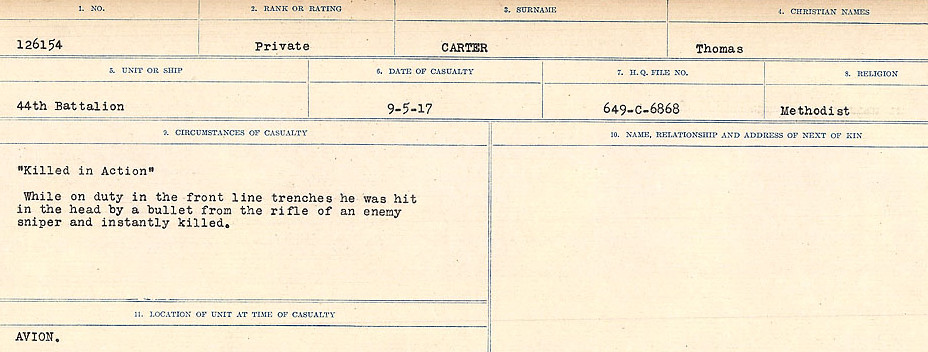 1. NO.
2. RANK OR RATING
3. SURNAME
4. CHRISTIAN NAMES
126154
Private
CARTER
Thomas
5. UNIT OR SHIP
6. DATE OF CASUALTY
7. H.Q. FILE NO.
8. RELIGION
44th Battalion
9-5-17
649-C-6868
Methodist
9. CIRCUMSTANCES OF CASUALTY
10. NAME, RELATIONSHIP AND ADDRESS OF NEXT OF KIN
"Killed in Action"
While on duty in the front line trenches he was hit
in the head by a bullet from the rifle of an enemy
sniper and instantly killed.
11. LOCATION OF UNIT AT TIME OF CASUALTY
AVION.